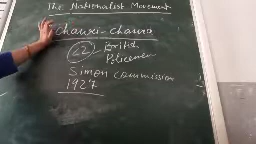 The Nationalist Movement
Chauri-Chaura
22 British
Policemen
Simon Commission
1927